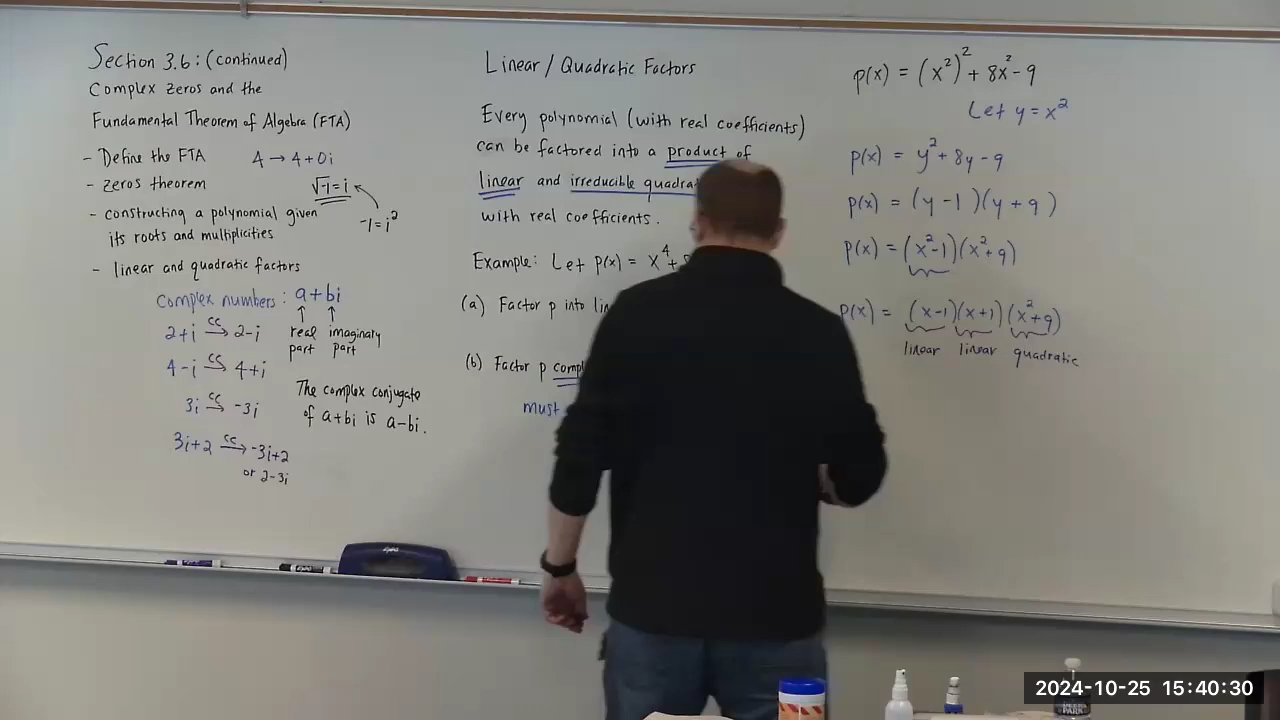 Section 3.6: (continued)
Complex Zeros and the
Fundamental Theorem of Algebra (FTA)
- Define the FTA 4 → 4+0i
- zeros theorem √-1 = i
-1 = i²
- constructing a polynomial given
its roots and multiplicities
- linear and quadratic factors
Complex numbers: a+bi
↑ ↑
real imaginary
part part
2+i cc→ 2-i
4-i cc→ 4+i
3i cc→ -3i
3i+2 cc→ -3i+2
or 2-3i
The complex conjugate
of a+bi is a-bi.
Linear / Quadratic Factors
Every polynomial (with real coefficients)
can be factored into a product of
linear and irreducible
with real coefficients.
Example: Let p(x) = x⁴+
(a) Factor p into
(b) Factor p
must
p(x) = (x²)² + 8x² - 9
Let y = x²
p(x) = y² + 8y - 9
p(x) = (y - 1)(y + 9)
p(x) = (x²-1)(x²+9)
p(x) = (x-1)(x+1)(x²+9)
linear linear quadratic
2024-10-25 15:40:30